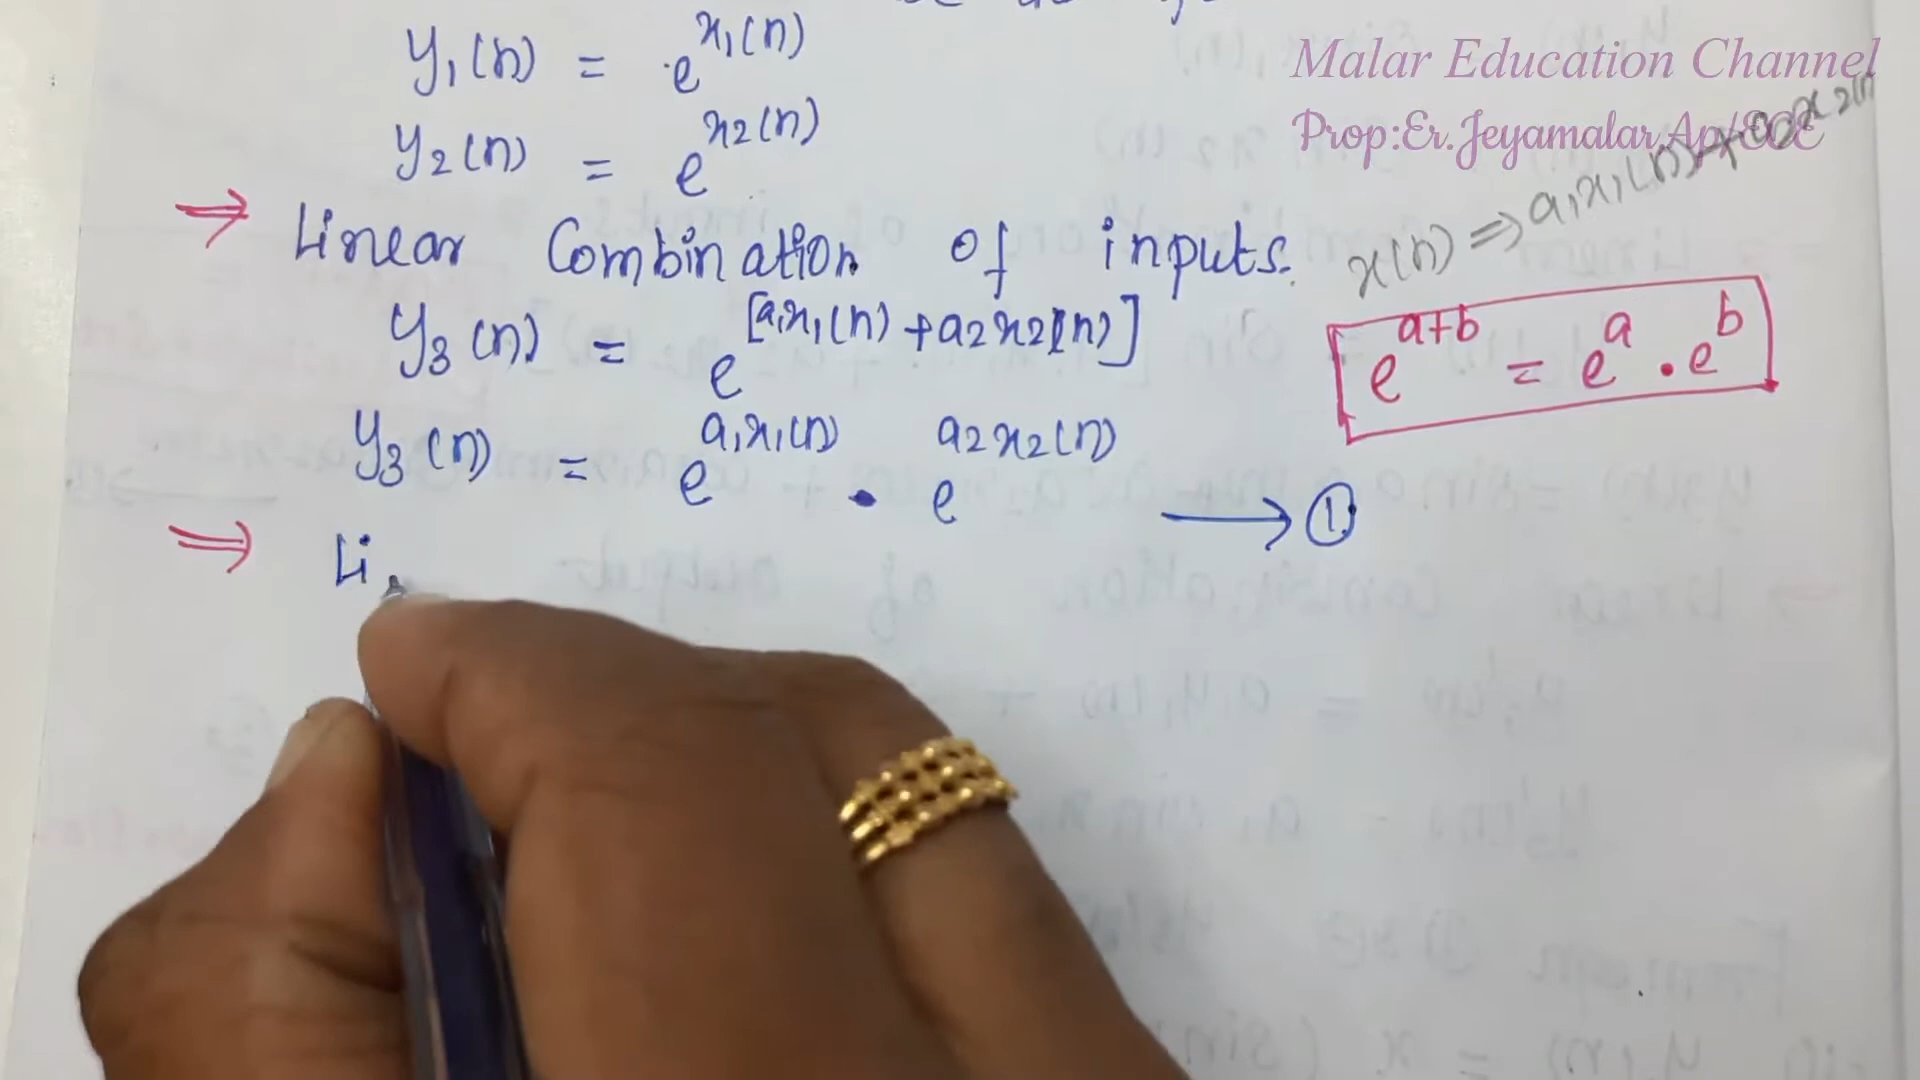 y₁(n) = e^x₁(n)
Malar Education Channel
Prop:Er.Jeyamalar Ap/ECE
y₂(n) = e^x₂(n)
x(n) ⇒ a₁x₁(n) + a₂x₂(n)
⇒ Linear Combination of inputs.
y₃(n) = e^[a₁x₁(n) + a₂x₂(n)]
e^a+b = e^a . e^b
y₃(n) = e^a₁x₁(n) . e^a₂x₂(n) → ①
⇒ Li